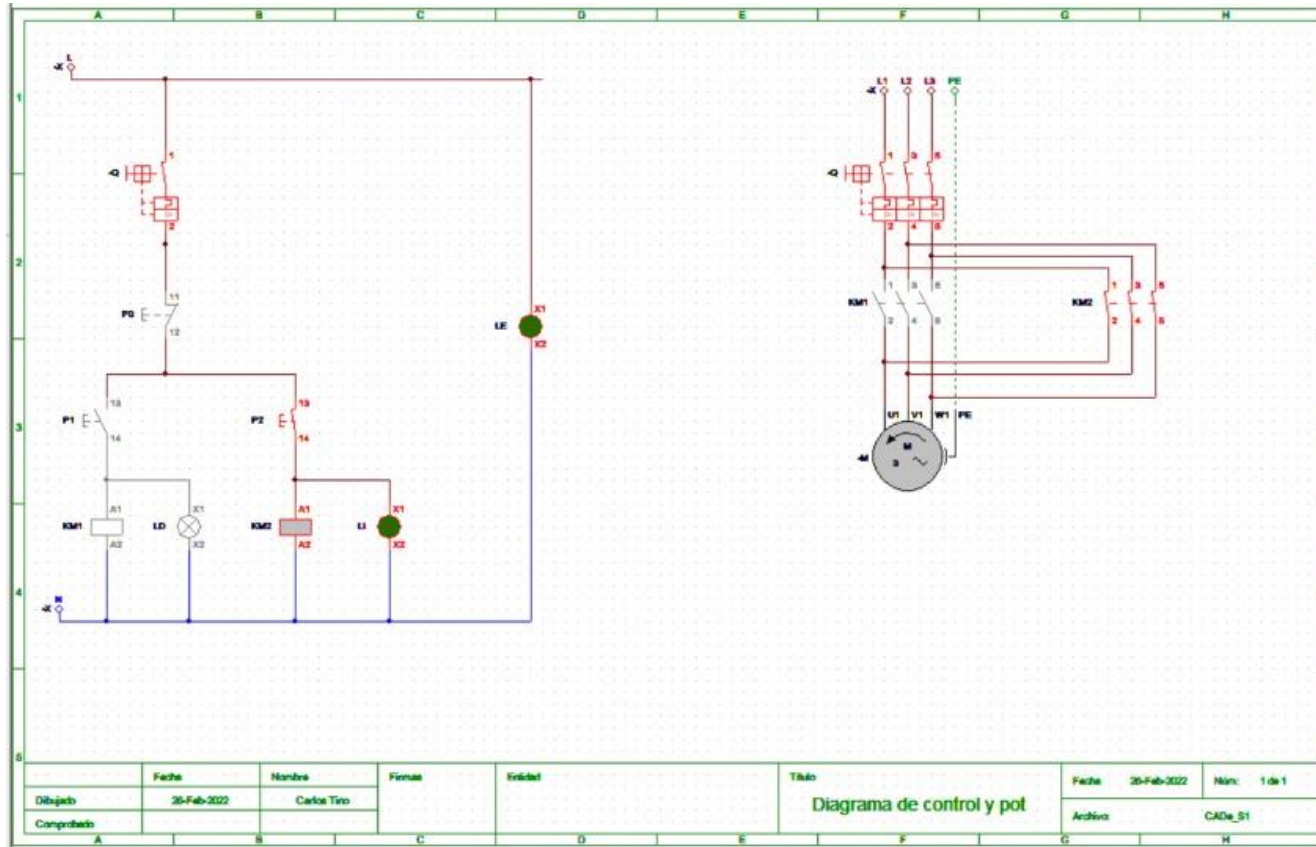 A B C D E F G H
-X L
L1 L2 L3 PE
-X
1
1
-Q
2
1 3 5
-Q
2 4 6
2
11
P0
12
X1
LE
X2
1 3 5
KM1
2 4 6
1 3 5
KM2
2 4 6
13
P1
14
13
P2
14
3
U1 V1 W1 PE
-M
M
3
A1
KM1
A2
X1
LD
X2
A1
KM2
A2
X1
LI
X2
4
-X N
5
Fecha Nombre Firmas Entidad Título Fecha 26-Feb-2022 Núm: 1 de 1
Dibujado 26-Feb-2022 Carlos Tino
Diagrama de control y pot
Comprobado
Archivo: CADe_S1
A B C D E F G H